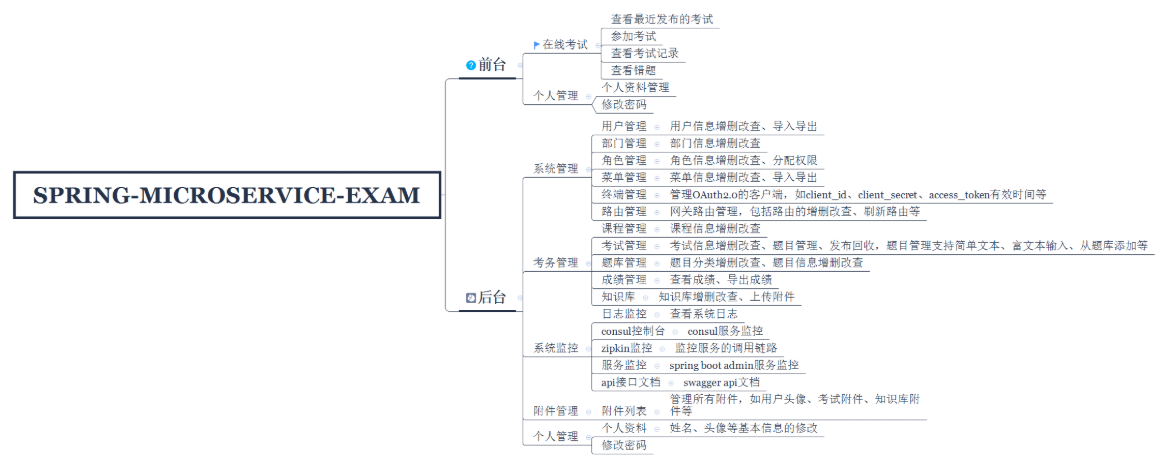 SPRING-MICROSERVICE-EXAM
前台
在线考试
查看最近发布的考试
参加考试
查看考试记录
查看错题
个人管理
个人资料管理
修改密码
后台
系统管理
用户管理 用户信息增删改查、导入导出
部门管理 部门信息增删改查
角色管理 角色信息增删改查、分配权限
菜单管理 菜单信息增删改查、导入导出
终端管理 管理OAuth2.0的客户端，如client_id、client_secret、access_token有效时间等
路由管理 网关路由管理，包括路由的增删改查、刷新路由等
考务管理
课程管理 课程信息增删改查
考试管理 考试信息增删改查、题目管理、发布回收，题目管理支持简单文本、富文本输入、从题库添加等
题库管理 题目分类增删改查、题目信息增删改查
成绩管理 查看成绩、导出成绩
知识库 知识库增删改查、上传附件
系统监控
日志监控 查看系统日志
consul控制台 consul服务监控
zipkin监控 监控服务的调用链路
服务监控 spring boot admin服务监控
api接口文档 swagger api文档
附件管理
附件列表 管理所有附件，如用户头像、考试附件、知识库附
件等
个人管理
个人资料 姓名、头像等基本信息的修改
修改密码